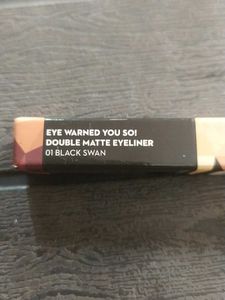 EYE WARNED YOU SO!
DOUBLE MATTE EYELINER
01 BLACK SWAN